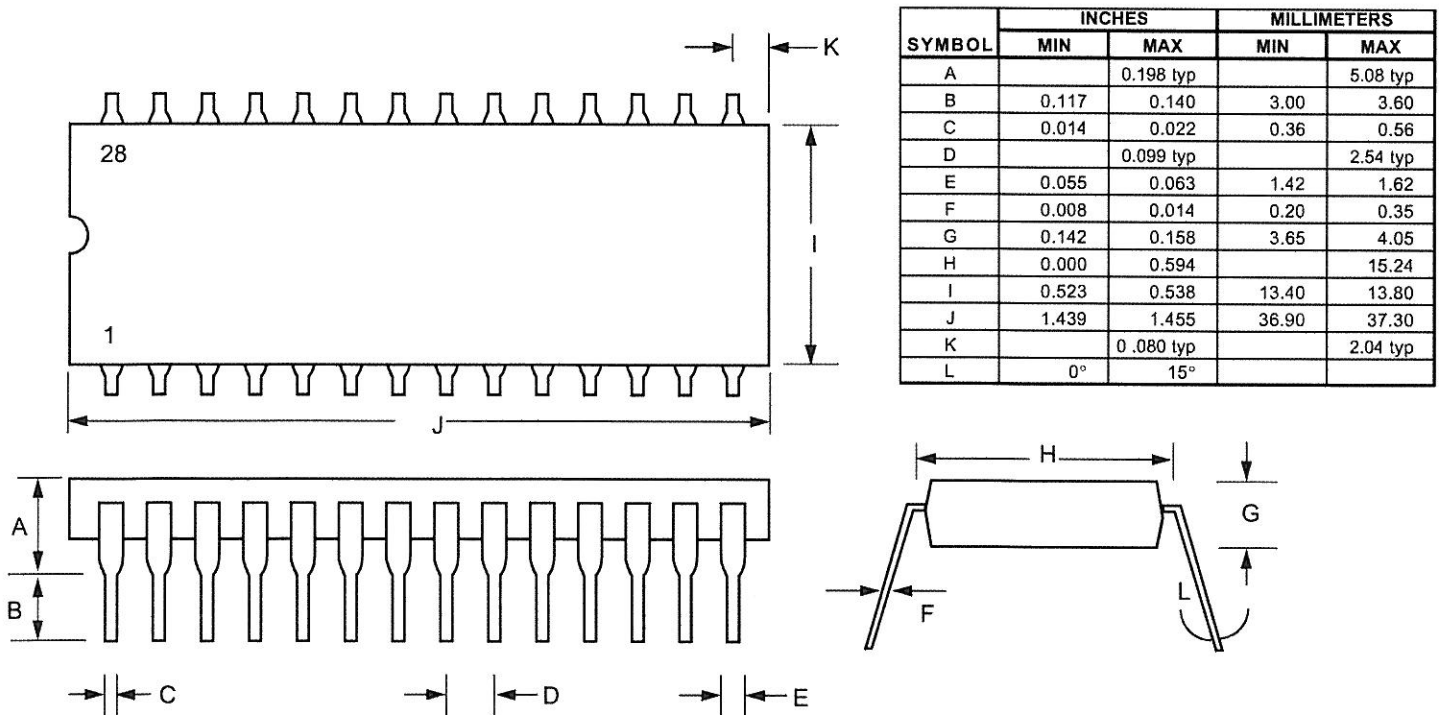 K
28
1
I
J
INCHES MILLIMETERS
SYMBOL MIN MAX MIN MAX
A 0.198 typ 5.08 typ
B 0.117 0.140 3.00 3.60
C 0.014 0.022 0.36 0.56
D 0.099 typ 2.54 typ
E 0.055 0.063 1.42 1.62
F 0.008 0.014 0.20 0.35
G 0.142 0.158 3.65 4.05
H 0.000 0.594 15.24
I 0.523 0.538 13.40 13.80
J 1.439 1.455 36.90 37.30
K 0 .080 typ 2.04 typ
L 0° 15°
A
B
C
D
E
H
G
F
L